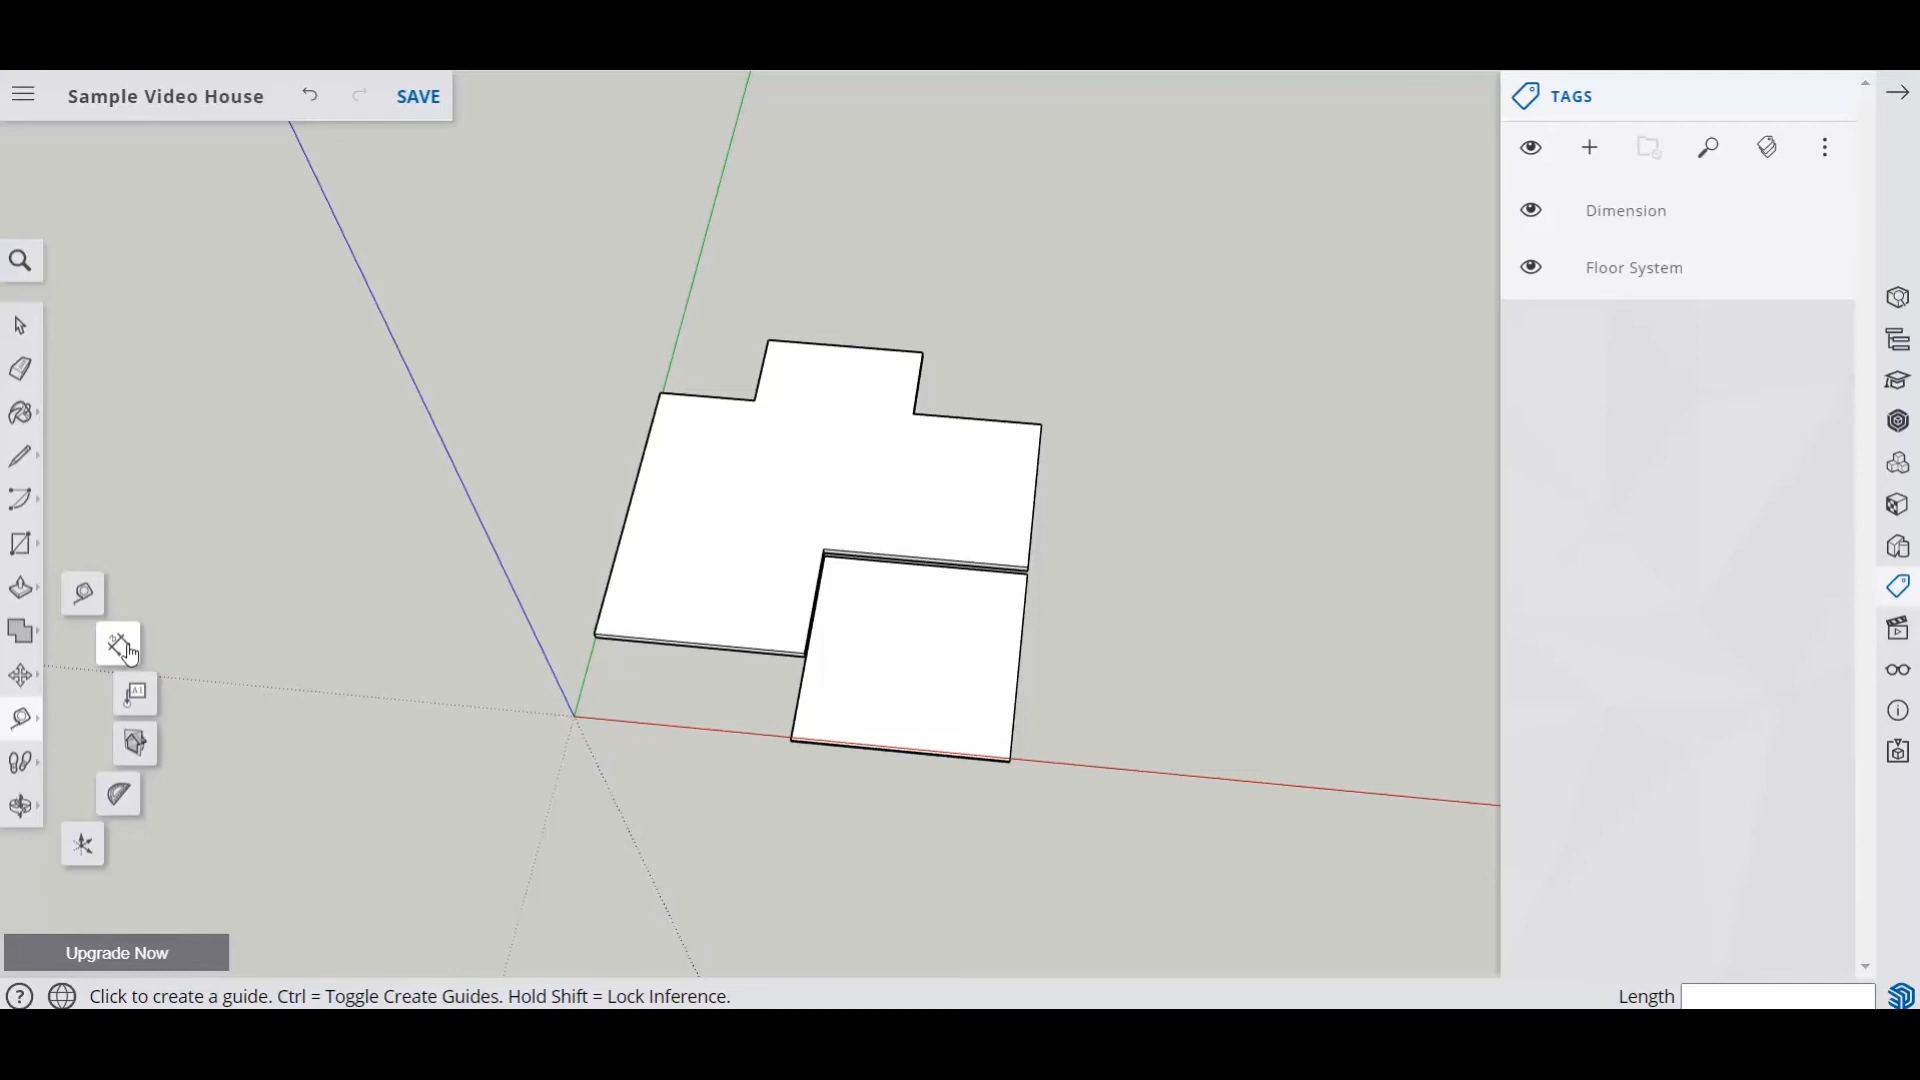 Sample Video House
SAVE
TAGS
Dimension
Floor System
A1
Upgrade Now
Click to create a guide. Ctrl = Toggle Create Guides. Hold Shift = Lock Inference.
Length